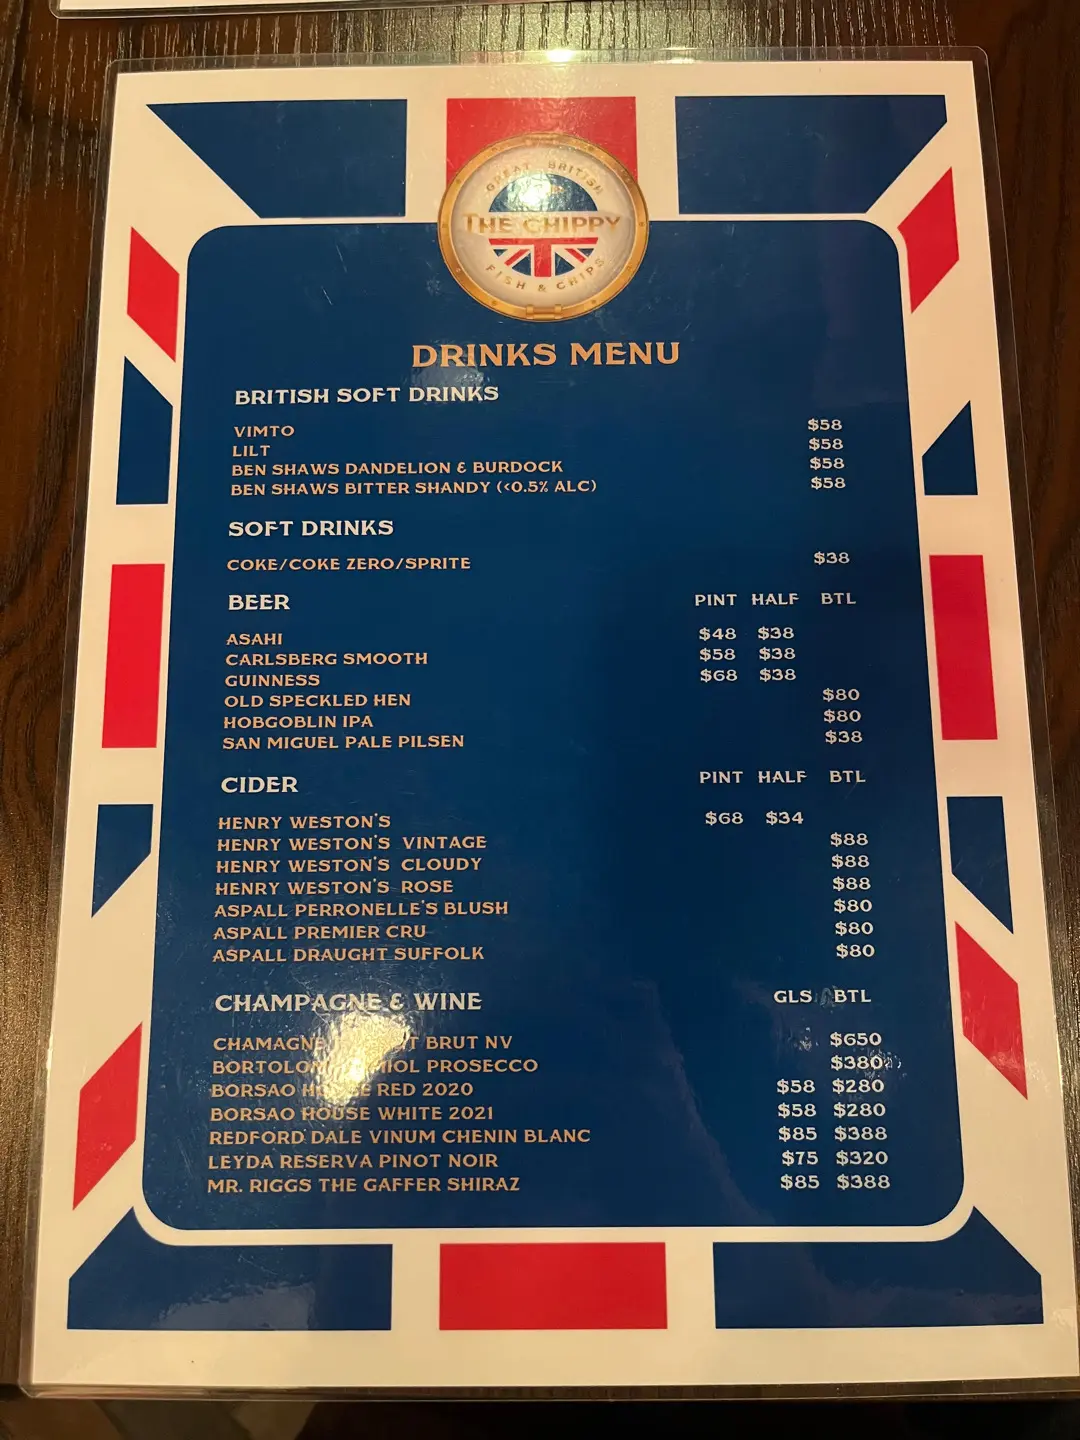 GREAT BRITISH
THE CHIPPY
FISH & CHIPS
DRINKS MENU
BRITISH SOFT DRINKS
VIMTO $58
LILT $58
BEN SHAWS DANDELION & BURDOCK $58
BEN SHAWS BITTER SHANDY (<0.5% ALC) $58
SOFT DRINKS
COKE/COKE ZERO/SPRITE $38
BEER PINT HALF BTL
ASAHI $48 $38
CARLSBERG SMOOTH $58 $38
GUINNESS $68 $38
OLD SPECKLED HEN $80
HOBGOBLIN IPA $80
SAN MIGUEL PALE PILSEN $38
CIDER PINT HALF BTL
HENRY WESTON'S $68 $34
HENRY WESTON'S VINTAGE $88
HENRY WESTON'S CLOUDY $88
HENRY WESTON'S ROSE $88
ASPALL PERRONELLE'S BLUSH $80
ASPALL PREMIER CRU $80
ASPALL DRAUGHT SUFFOLK $80
CHAMPAGNE & WINE GLS BTL
CHAMAGNE BRUT NV $650
PROSECCO $380
BORSAO HOUSE RED 2020 $58 $280
BORSAO HOUSE WHITE 2021 $58 $280
REDFORD DALE VINUM CHENIN BLANC $85 $388
LEYDA RESERVA PINOT NOIR $75 $320
MR. RIGGS THE GAFFER SHIRAZ $85 $388